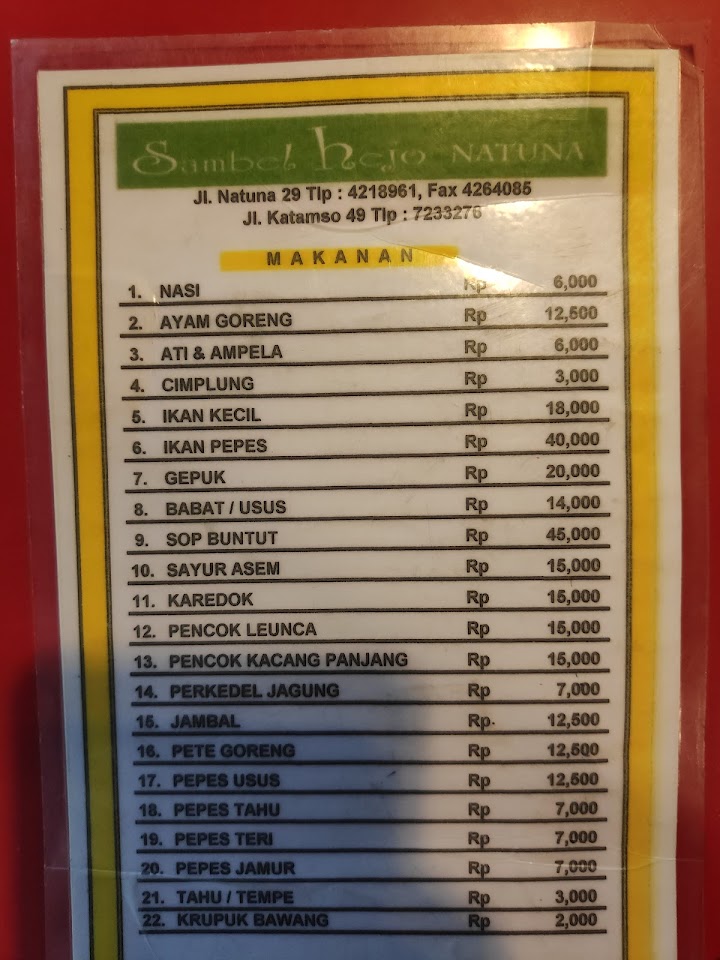 Sambel hejo NATUNA
Jl. Natuna 29 Tlp : 4218961, Fax 4264085
Jl. Katamso 49 Tlp : 7233276
MAKANAN
1. NASI Rp 6,000
2. AYAM GORENG Rp 12,500
3. ATI & AMPELA Rp 6,000
4. CIMPLUNG Rp 3,000
5. IKAN KECIL Rp 18,000
6. IKAN PEPES Rp 40,000
7. GEPUK Rp 20,000
8. BABAT / USUS Rp 14,000
9. SOP BUNTUT Rp 45,000
10. SAYUR ASEM Rp 15,000
11. KAREDOK Rp 15,000
12. PENCOK LEUNCA Rp 15,000
13. PENCOK KACANG PANJANG Rp 15,000
14. PERKEDEL JAGUNG Rp 7,000
15. JAMBAL Rp 12,500
16. PETE GORENG Rp 12,500
17. PEPES USUS Rp 12,500
18. PEPES TAHU Rp 7,000
19. PEPES TERI Rp 7,000
20. PEPES JAMUR Rp 7,000
21. TAHU / TEMPE Rp 3,000
22. KRUPUK BAWANG Rp 2,000